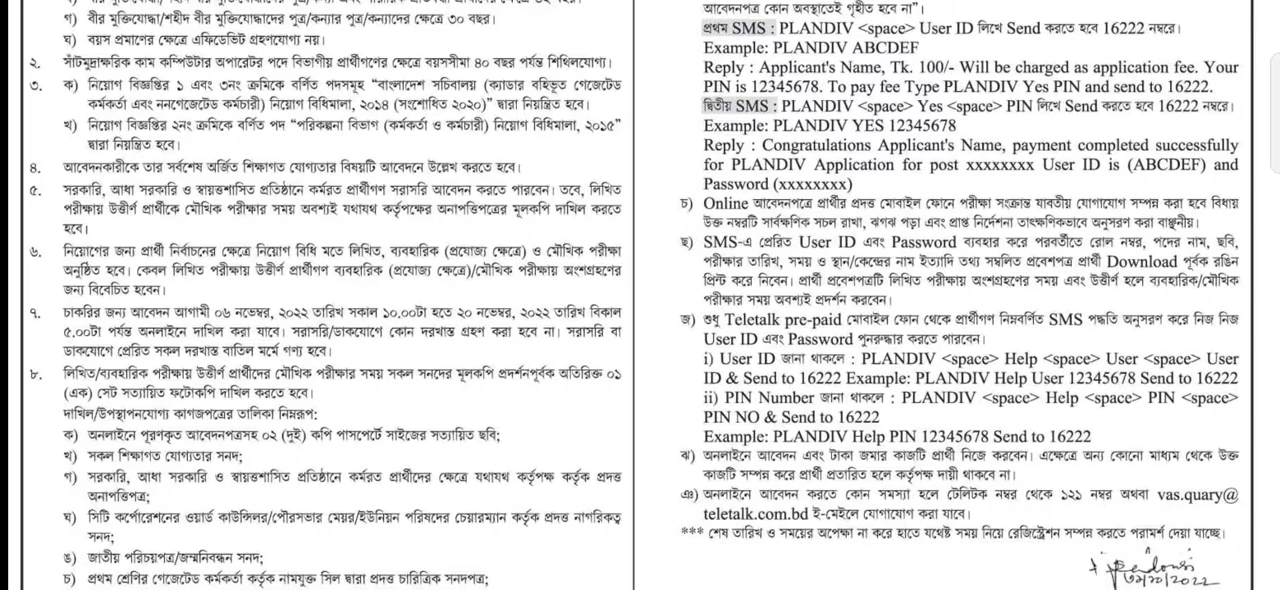 গ) বীর মুক্তিযোদ্ধা/শহীদ বীর মুক্তিযোদ্ধাদের পুত্র/কন্যার পুত্র/কন্যাদের ক্ষেত্রে ৩০ বছর।
ঘ) বয়স প্রমাণের ক্ষেত্রে এফিডেভিট গ্রহণযোগ্য নয়।
২. সাঁটমুদ্রাক্ষরিক কাম কম্পিউটার অপারেটর পদে বিভাগীয় প্রার্থীগণের ক্ষেত্রে বয়সসীমা ৪০ বছর পর্যন্ত শিথিলযোগ্য।
৩. ক) নিয়োগ বিজ্ঞপ্তির ১ এবং ৩নং ক্রমিকে বর্ণিত পদসমূহ “বাংলাদেশ সচিবালয় (ক্যাডার বহির্ভূত গেজেটেড
কর্মকর্তা এবং ননগেজেটেড কর্মচারী) নিয়োগ বিধিমালা, ২০১৪ (সংশোধিত ২০২০)” দ্বারা নিয়ন্ত্রিত হবে।
খ) নিয়োগ বিজ্ঞপ্তির ২নং ক্রমিকে বর্ণিত পদ “পরিকল্পনা বিভাগ (কর্মকর্তা ও কর্মচারী) নিয়োগ বিধিমালা, ২০১৫”
দ্বারা নিয়ন্ত্রিত হবে।
৪. আবেদনকারীকে তার সর্বশেষ অর্জিত শিক্ষাগত যোগ্যতার বিষয়টি আবেদনে উল্লেখ করতে হবে।
৫. সরকারি, আধা সরকারি ও স্বায়ত্তশাসিত প্রতিষ্ঠানে কর্মরত প্রার্থীগণ সরাসরি আবেদন করতে পারবেন। তবে, লিখিত
পরীক্ষায় উত্তীর্ণ প্রার্থীকে মৌখিক পরীক্ষার সময় অবশ্যই যথাযথ কর্তৃপক্ষের অনাপত্তিপত্রের মূলকপি দাখিল করতে
হবে।
৬. নিয়োগের জন্য প্রার্থী নির্বাচনের ক্ষেত্রে নিয়োগ বিধি মতে লিখিত, ব্যবহারিক (প্রযোজ্য ক্ষেত্রে) ও মৌখিক পরীক্ষা
অনুষ্ঠিত হবে। কেবল লিখিত পরীক্ষায় উত্তীর্ণ প্রার্থীগণ ব্যবহারিক (প্রযোজ্য ক্ষেত্রে)/মৌখিক পরীক্ষায় অংশগ্রহণের
জন্য বিবেচিত হবেন।
৭. চাকরির জন্য আবেদন আগামী ০৬ নভেম্বর, ২০২২ তারিখ সকাল ১০.০০টা হতে ২০ নভেম্বর, ২০২২ তারিখ বিকাল
৫.০০টা পর্যন্ত অনলাইনে দাখিল করা যাবে। সরাসরি/ডাকযোগে কোন দরখাস্ত গ্রহণ করা হবে না। সরাসরি বা
ডাকযোগে প্রেরিত সকল দরখাস্ত বাতিল মর্মে গণ্য হবে।
৮. লিখিত/ব্যবহারিক পরীক্ষায় উত্তীর্ণ প্রার্থীদের মৌখিক পরীক্ষার সময় সকল সনদের মূলকপি প্রদর্শনপূর্বক অতিরিক্ত ০১
(এক) সেট সত্যায়িত ফটোকপি দাখিল করতে হবে।
দাখিল/উপস্থাপনযোগ্য কাগজপত্রের তালিকা নিম্নরূপ:
ক) অনলাইনে পূরণকৃত আবেদনপত্রসহ ০২ (দুই) কপি পাসপোর্টে সাইজের সত্যায়িত ছবি;
খ) সকল শিক্ষাগত যোগ্যতার সনদ;
গ) সরকারি, আধা সরকারি ও স্বায়ত্তশাসিত প্রতিষ্ঠানে কর্মরত প্রার্থীদের ক্ষেত্রে যথাযথ কর্তৃপক্ষ কর্তৃক প্রদত্ত
অনাপত্তিপত্র;
ঘ) সিটি কর্পোরেশনের ওয়ার্ড কাউন্সিলর/পৌরসভার মেয়র/ইউনিয়ন পরিষদের চেয়ারম্যান কর্তৃক প্রদত্ত নাগরিকত্ব
সনদ;
ঙ) জাতীয় পরিচয়পত্র/জন্মনিবন্ধন সনদ;
চ) প্রথম শ্রেণির গেজেটেড কর্মকর্তা কর্তৃক নামযুক্ত সিল দ্বারা প্রদত্ত চারিত্রিক সনদপত্র;
আবেদনপত্র কোন অবস্থাতেই গৃহীত হবে না”।
প্রথম SMS : PLANDIV <space> User ID লিখে Send করতে হবে 16222 নম্বরে।
Example: PLANDIV ABCDEF
Reply : Applicant's Name, Tk. 100/- Will be charged as application fee. Your
PIN is 12345678. To pay fee Type PLANDIV Yes PIN and send to 16222.
দ্বিতীয় SMS : PLANDIV <space> Yes <space> PIN লিখে Send করতে হবে 16222 নম্বরে।
Example: PLANDIV YES 12345678
Reply : Congratulations Applicant's Name, payment completed successfully
for PLANDIV Application for post xxxxxxxx User ID is (ABCDEF) and
Password (xxxxxxxx)
চ) Online আবেদনপত্রে প্রার্থীর প্রদত্ত মোবাইল ফোনে পরীক্ষা সংক্রান্ত যাবতীয় যোগাযোগ সম্পন্ন করা হবে বিধায়
উক্ত নম্বরটি সার্বক্ষণিক সচল রাখা, ঝগঝ পড়া এবং প্রাপ্ত নির্দেশনা তাৎক্ষণিকভাবে অনুসরণ করা বাঞ্ছনীয়।
ছ) SMS-এ প্রেরিত User ID এবং Password ব্যবহার করে পরবর্তীতে রোল নম্বর, পদের নাম, ছবি,
পরীক্ষার তারিখ, সময় ও স্থান/কেন্দ্রের নাম ইত্যাদি তথ্য সম্বলিত প্রবেশপত্র প্রার্থী Download পূর্বক রঙিন
প্রিন্ট করে নিবেন। প্রার্থী প্রবেশপত্রটি লিখিত পরীক্ষায় অংশগ্রহণের সময় এবং উত্তীর্ণ হলে ব্যবহারিক/মৌখিক
পরীক্ষার সময় অবশ্যই প্রদর্শন করবেন।
জ) শুধু Teletalk pre-paid মোবাইল ফোন থেকে প্রার্থীগণ নিম্নবর্ণিত SMS পদ্ধতি অনুসরণ করে নিজ নিজ
User ID এবং Password পুনরুদ্ধার করতে পারবেন।
i) User ID জানা থাকলে : PLANDIV <space> Help <space> User <space> User
ID & Send to 16222 Example: PLANDIV Help User 12345678 Send to 16222
ii) PIN Number জানা থাকলে : PLANDIV <space> Help <space> PIN <space>
PIN NO & Send to 16222
Example: PLANDIV Help PIN 12345678 Send to 16222
ঝ) অনলাইনে আবেদন এবং টাকা জমার কাজটি প্রার্থী নিজে করবেন। এক্ষেত্রে অন্য কোনো মাধ্যম থেকে উক্ত
কাজটি সম্পন্ন করে প্রার্থী প্রতারিত হলে কর্তৃপক্ষ দায়ী থাকবে না।
ঞ) অনলাইনে আবেদন করতে কোন সমস্যা হলে টেলিটক নম্বর থেকে ১২১ নম্বর অথবা vas.quary@
teletalk.com.bd ই-মেইলে যোগাযোগ করা যাবে।
*** শেষ তারিখ ও সময়ের অপেক্ষা না করে হাতে যথেষ্ট সময় নিয়ে রেজিস্ট্রেশন সম্পন্ন করতে পরামর্শ দেয়া যাচ্ছে।